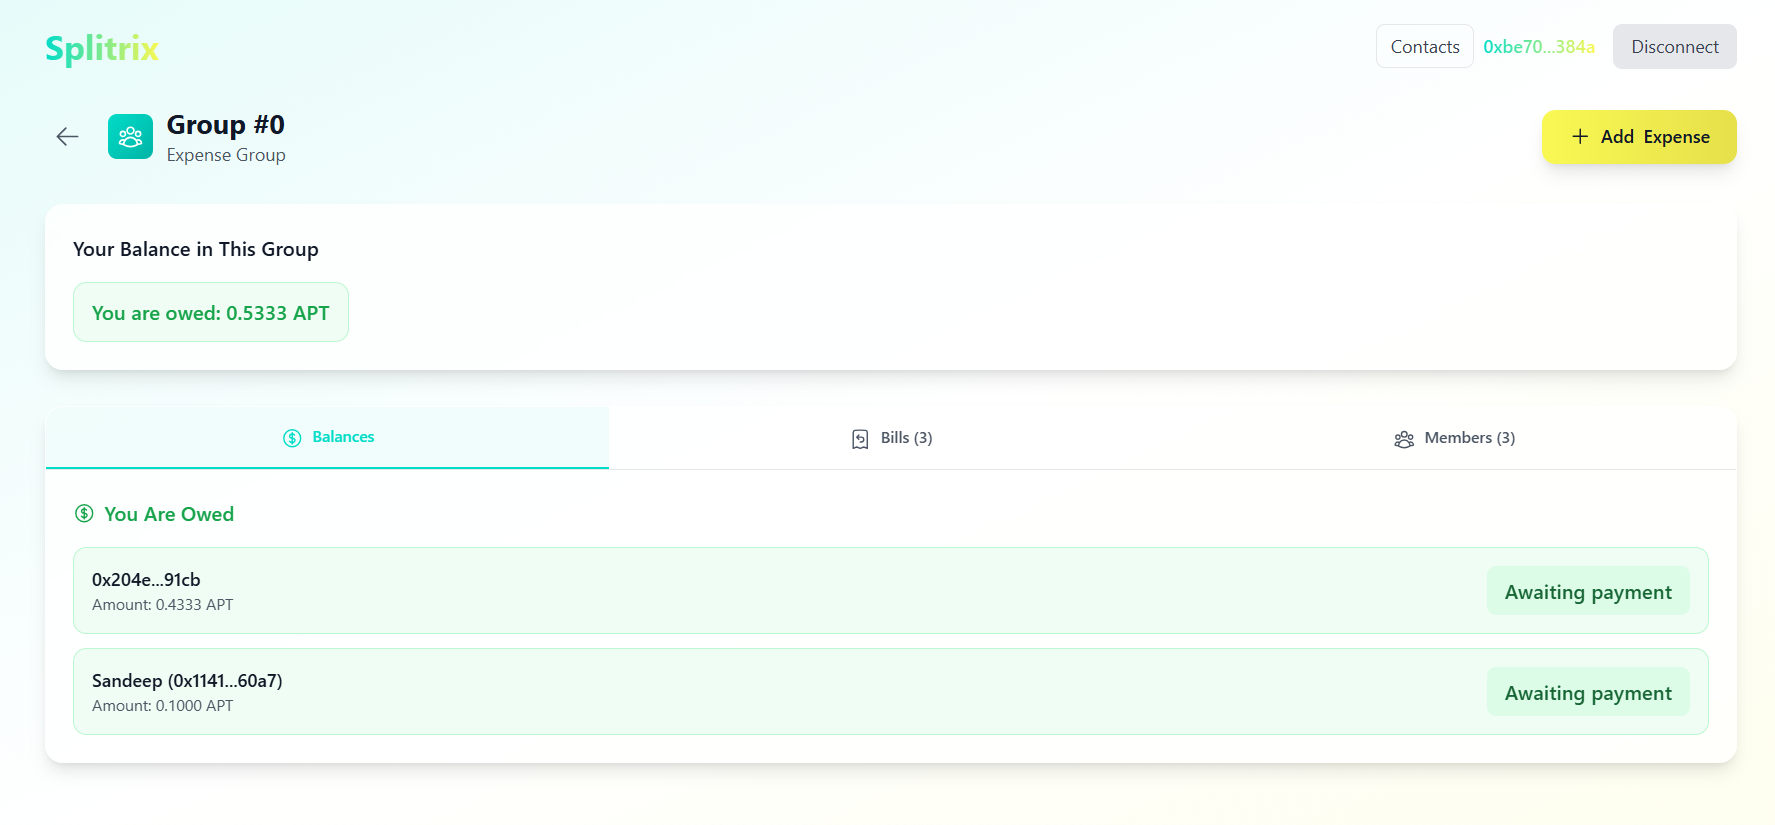 Splitrix
Contacts 0xbe70...384a Disconnect
Group #0
Expense Group
+ Add Expense
Your Balance in This Group
You are owed: 0.5333 APT
Balances
Bills (3)
Members (3)
You Are Owed
0x204e...91cb
Amount: 0.4333 APT
Awaiting payment
Sandeep (0x1141...60a7)
Amount: 0.1000 APT
Awaiting payment